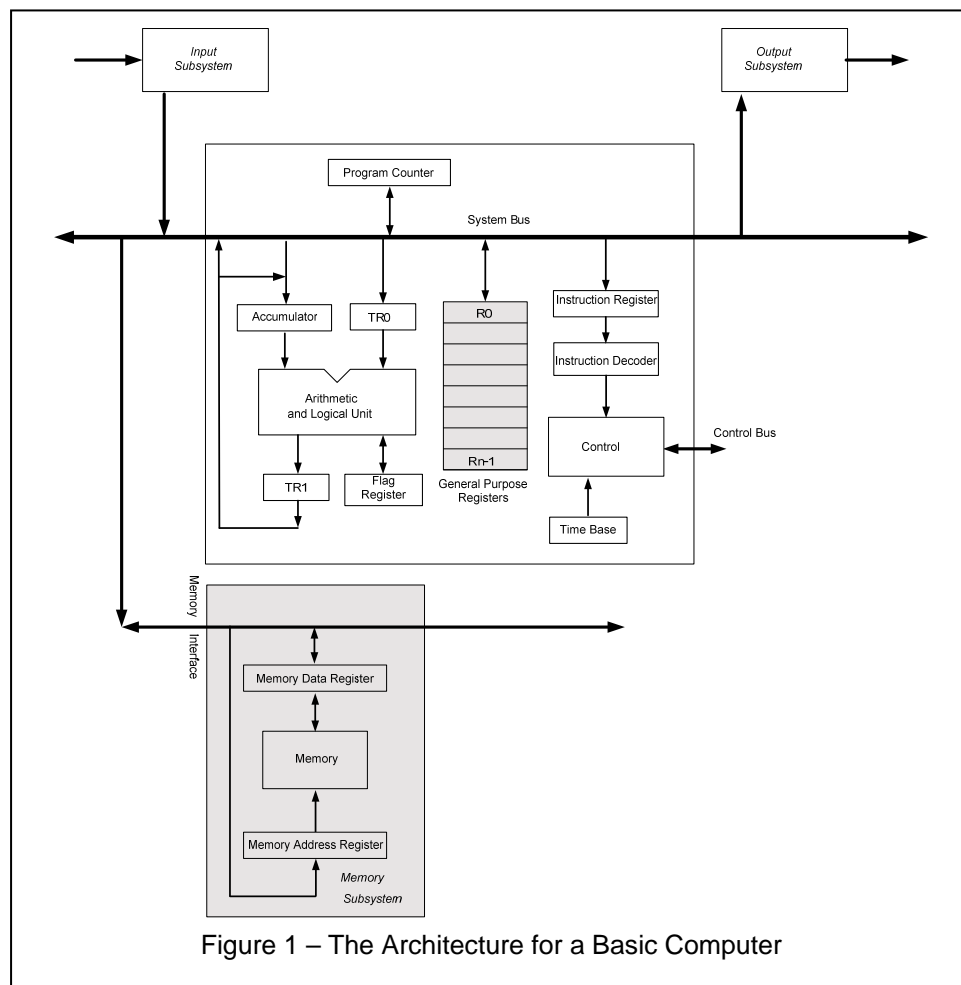 Input
Subsystem
Output
Subsystem
Program Counter
System Bus
Accumulator
TR0
R0
Instruction Register
Instruction Decoder
Arithmetic
and Logical Unit
Control
Control Bus
TR1
Flag
Register
Rn-1
General Purpose
Registers
Time Base
Memory
Interface
Memory Data Register
Memory
Memory Address Register
Memory
Subsystem
Figure 1 – The Architecture for a Basic Computer